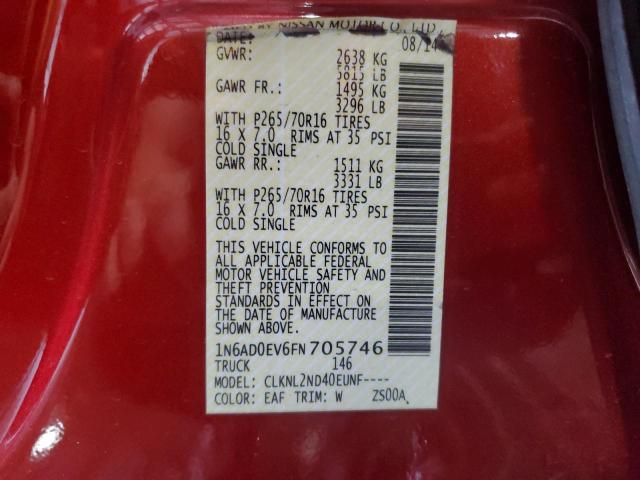 BY NISSAN MOTOR CO., LTD.
DATE: 08/14
GVWR: 2638 KG
5815 LB
GAWR FR.: 1495 KG
3296 LB
WITH P265/70R16 TIRES
16 X 7.0 RIMS AT 35 PSI
COLD SINGLE
GAWR RR.: 1511 KG
3331 LB
WITH P265/70R16 TIRES
16 X 7.0 RIMS AT 35 PSI
COLD SINGLE
THIS VEHICLE CONFORMS TO
ALL APPLICABLE FEDERAL
MOTOR VEHICLE SAFETY AND
THEFT PREVENTION
STANDARDS IN EFFECT ON
THE DATE OF MANUFACTURE
SHOWN ABOVE.
1N6AD0EV6FN705746
TRUCK 146
MODEL: CLKNL2ND40EUNF----
COLOR: EAF TRIM: W ZS00A